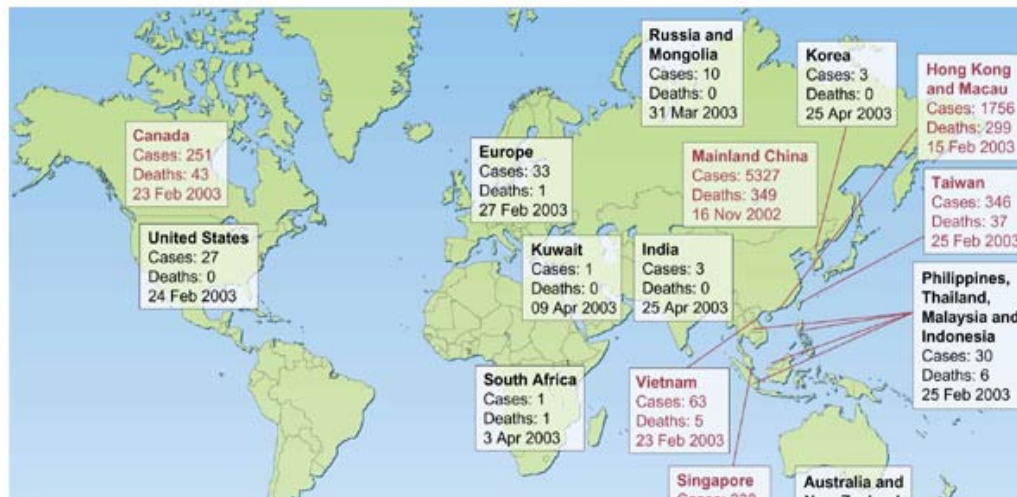 Russia and
Mongolia
Cases: 10
Deaths: 0
31 Mar 2003
Korea
Cases: 3
Deaths: 0
25 Apr 2003
Hong Kong
and Macau
Cases: 1756
Deaths: 299
15 Feb 2003
Canada
Cases: 251
Deaths: 43
23 Feb 2003
Europe
Cases: 33
Deaths: 1
27 Feb 2003
Mainland China
Cases: 5327
Deaths: 349
16 Nov 2002
Taiwan
Cases: 346
Deaths: 37
25 Feb 2003
United States
Cases: 27
Deaths: 0
24 Feb 2003
Kuwait
Cases: 1
Deaths: 0
09 Apr 2003
India
Cases: 3
Deaths: 0
25 Apr 2003
Philippines,
Thailand,
Malaysia and
Indonesia
Cases: 30
Deaths: 6
25 Feb 2003
South Africa
Cases: 1
Deaths: 1
3 Apr 2003
Vietnam
Cases: 63
Deaths: 5
23 Feb 2003
Singapore
Australia and